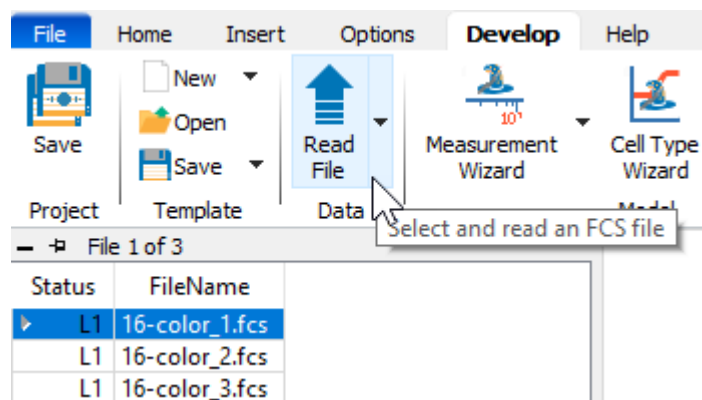 File Home Insert Options Develop Help
New
Open
Save
Save
Read
File
10¹
Measurement
Wizard
Cell Type
Wizard
Project Template Data Model
Select and read an FCS file
File 1 of 3
Status FileName
L1 16-color_1.fcs
L1 16-color_2.fcs
L1 16-color_3.fcs